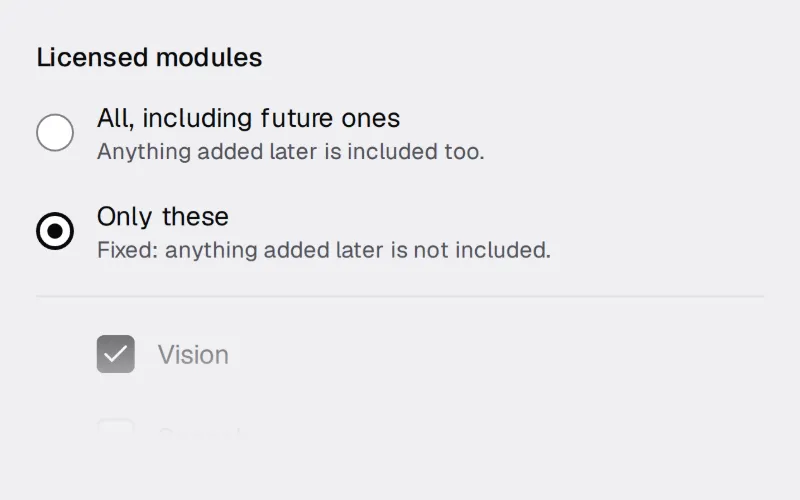 Licensed modules
All, including future ones
Anything added later is included too.
Only these
Fixed: anything added later is not included.
Vision